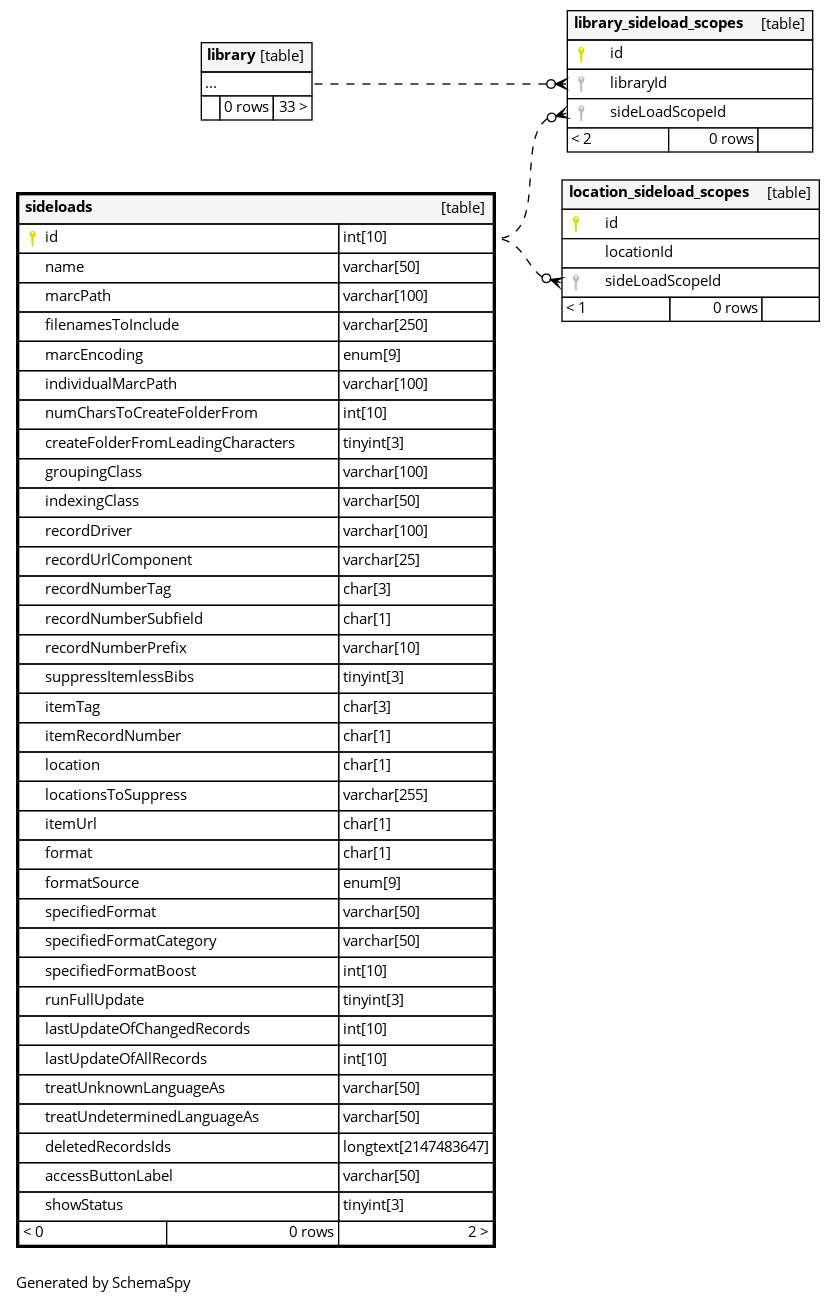 library [table]
...
0 rows 33 >
library_sideload_scopes [table]
id
libraryId
sideLoadScopeId
< 2 0 rows
location_sideload_scopes [table]
id
locationId
sideLoadScopeId
< 1 0 rows
sideloads [table]
id int[10]
name varchar[50]
marcPath varchar[100]
filenamesToInclude varchar[250]
marcEncoding enum[9]
individualMarcPath varchar[100]
numCharsToCreateFolderFrom int[10]
createFolderFromLeadingCharacters tinyint[3]
groupingClass varchar[100]
indexingClass varchar[50]
recordDriver varchar[100]
recordUrlComponent varchar[25]
recordNumberTag char[3]
recordNumberSubfield char[1]
recordNumberPrefix varchar[10]
suppressItemlessBibs tinyint[3]
itemTag char[3]
itemRecordNumber char[1]
location char[1]
locationsToSuppress varchar[255]
itemUrl char[1]
format char[1]
formatSource enum[9]
specifiedFormat varchar[50]
specifiedFormatCategory varchar[50]
specifiedFormatBoost int[10]
runFullUpdate tinyint[3]
lastUpdateOfChangedRecords int[10]
lastUpdateOfAllRecords int[10]
treatUnknownLanguageAs varchar[50]
treatUndeterminedLanguageAs varchar[50]
deletedRecordsIds longtext[2147483647]
accessButtonLabel varchar[50]
showStatus tinyint[3]
< 0 0 rows 2 >
Generated by SchemaSpy